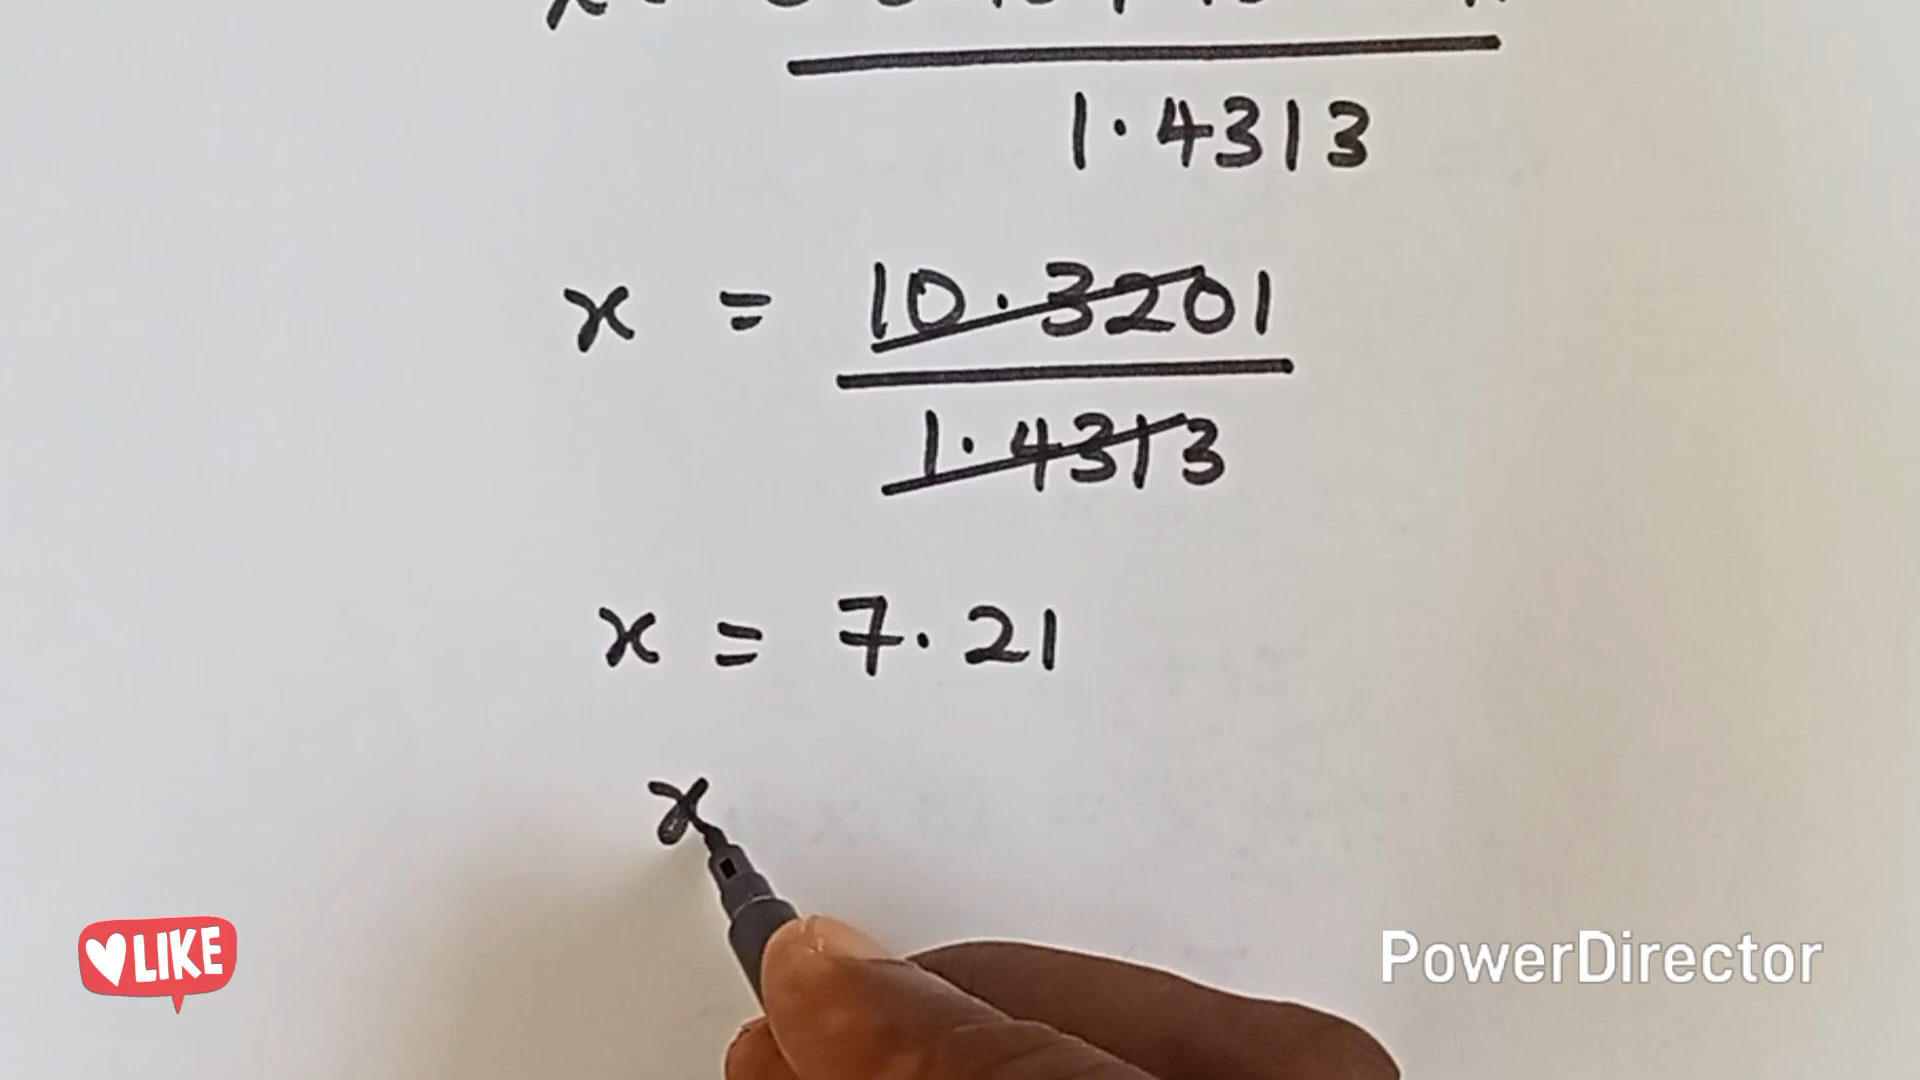 1.4313
x = 10.3201
1.4313
x = 7.21
x
LIKE
PowerDirector